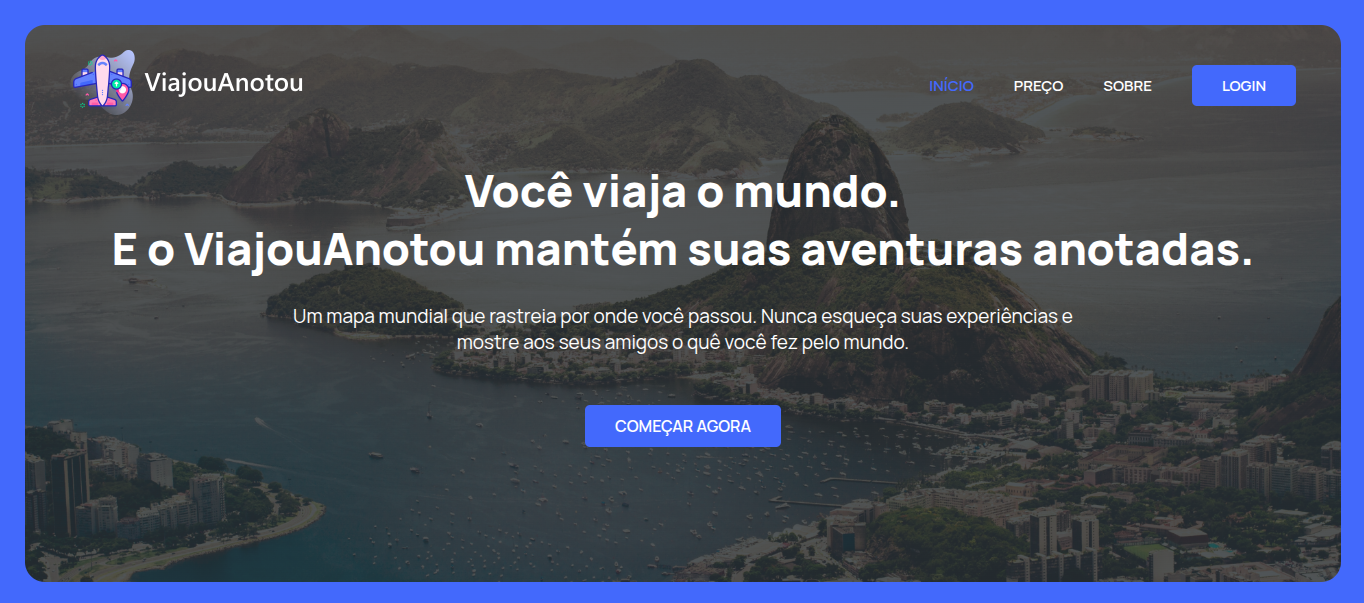 ViajouAnotou
INÍCIO
PREÇO
SOBRE
LOGIN
Você viaja o mundo.
E o ViajouAnotou mantém suas aventuras anotadas.
Um mapa mundial que rastreia por onde você passou. Nunca esqueça suas experiências e
mostre aos seus amigos o quê você fez pelo mundo.
COMEÇAR AGORA